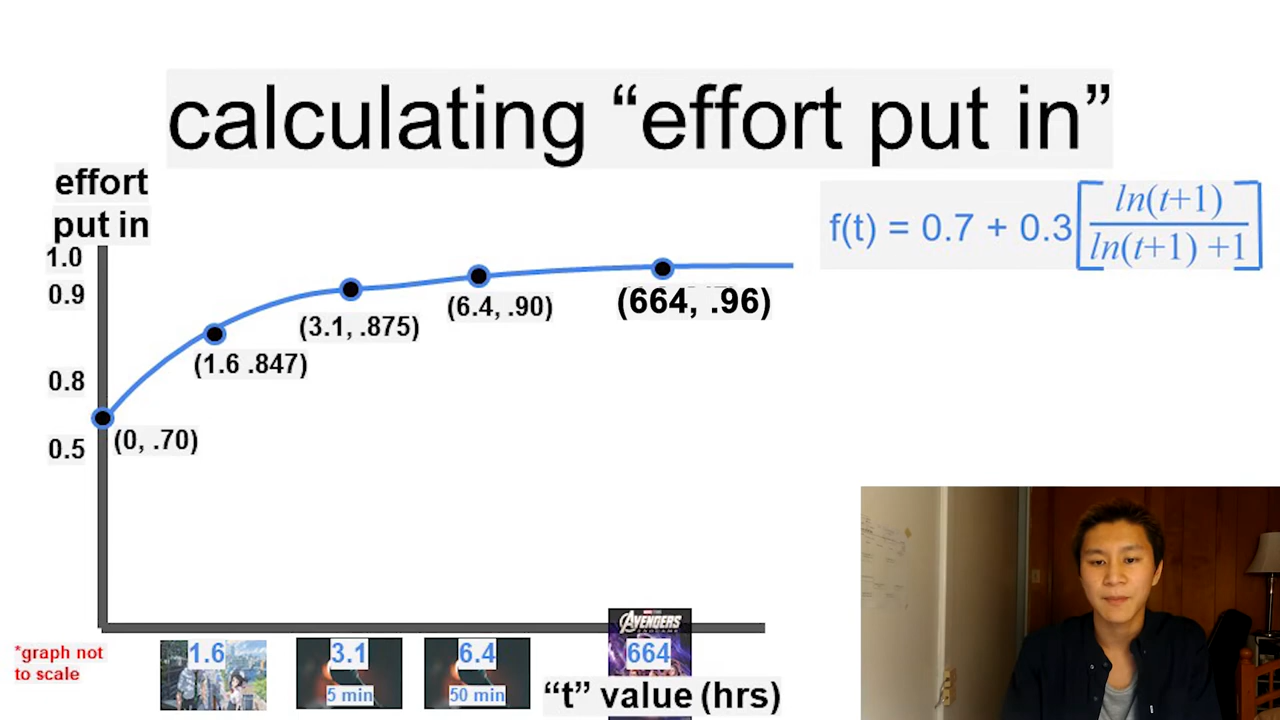 calculating “effort put in”
effort
put in
1.0
0.9
0.8
0.5
f(t) = 0.7 + 0.3[ln(t+1)
ln(t+1) +1]
(0, .70)
(1.6 .847)
(3.1, .875)
(6.4, .90)
(664, .96)
*graph not
to scale
1.6
3.1
5 min
6.4
50 min
AVENGERS
664
“t” value (hrs)